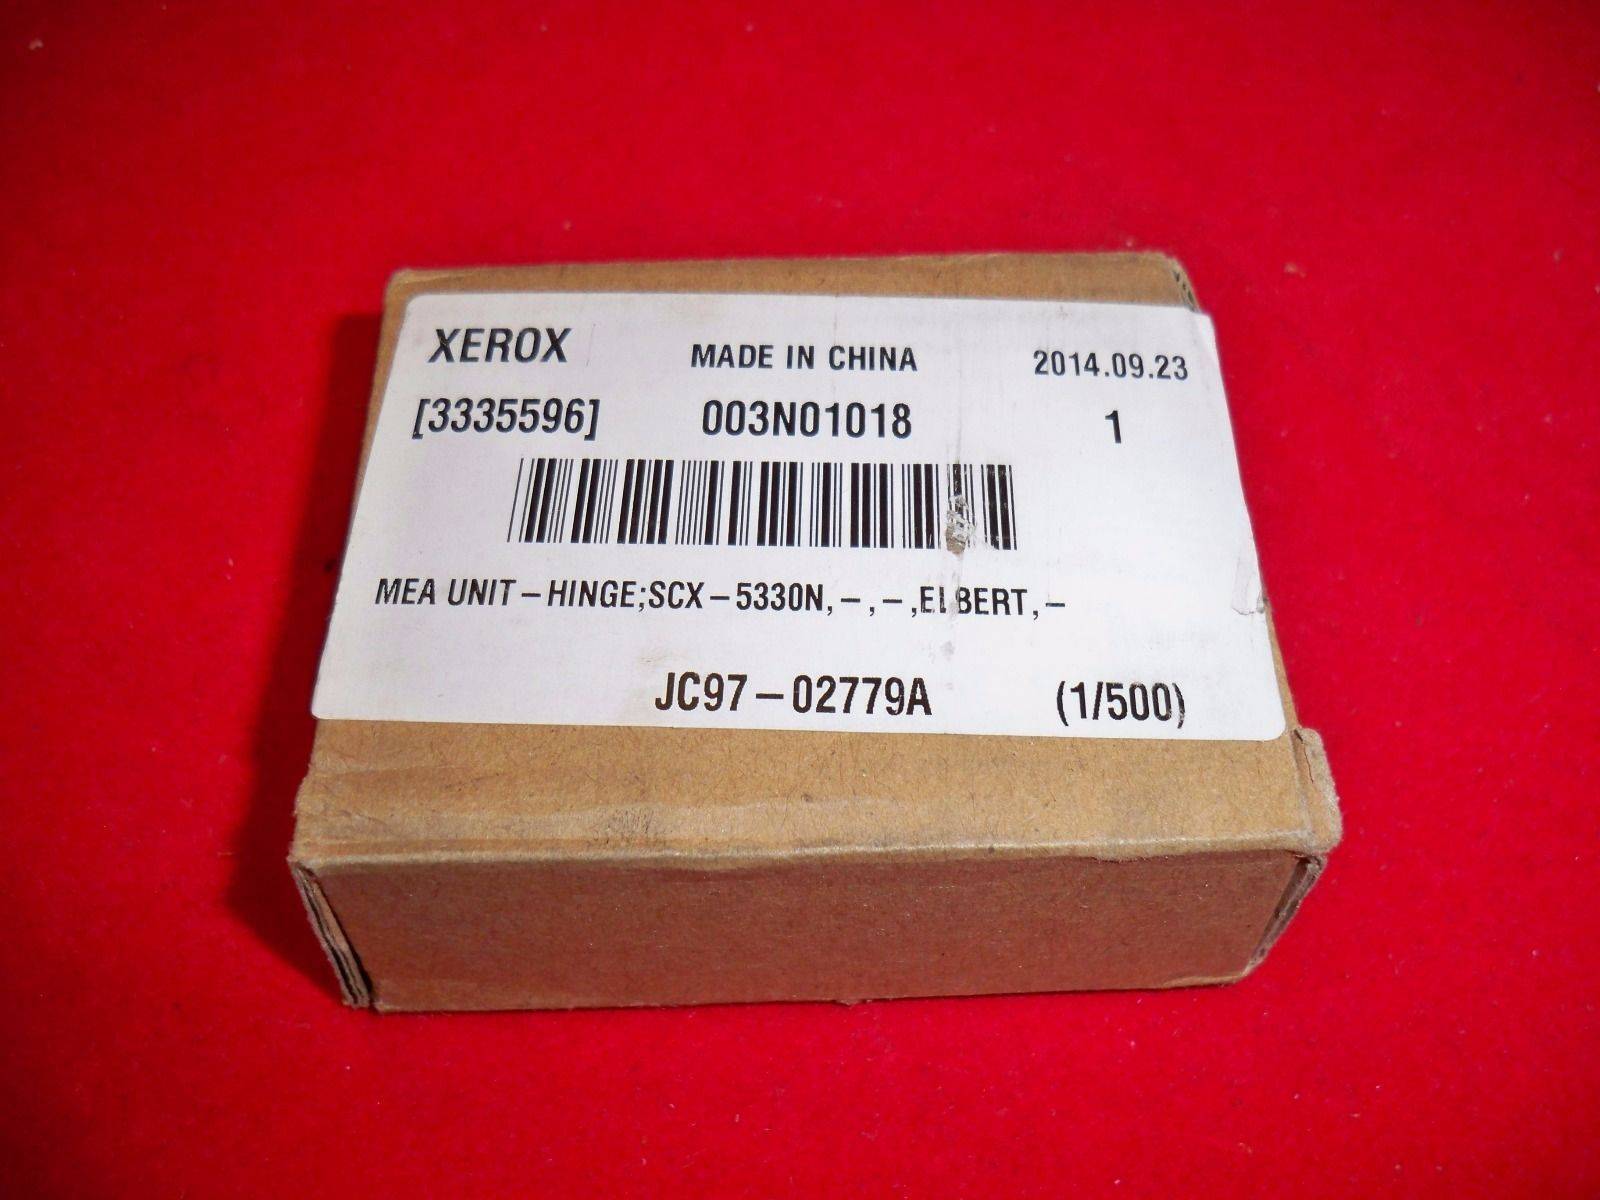 XEROX MADE IN CHINA 2014.09.23
[3335596] 003N01018 1
MEA UNIT-HINGE;SCX-5330N,-,-,ELBERT,-
JC97-02779A (1/500)